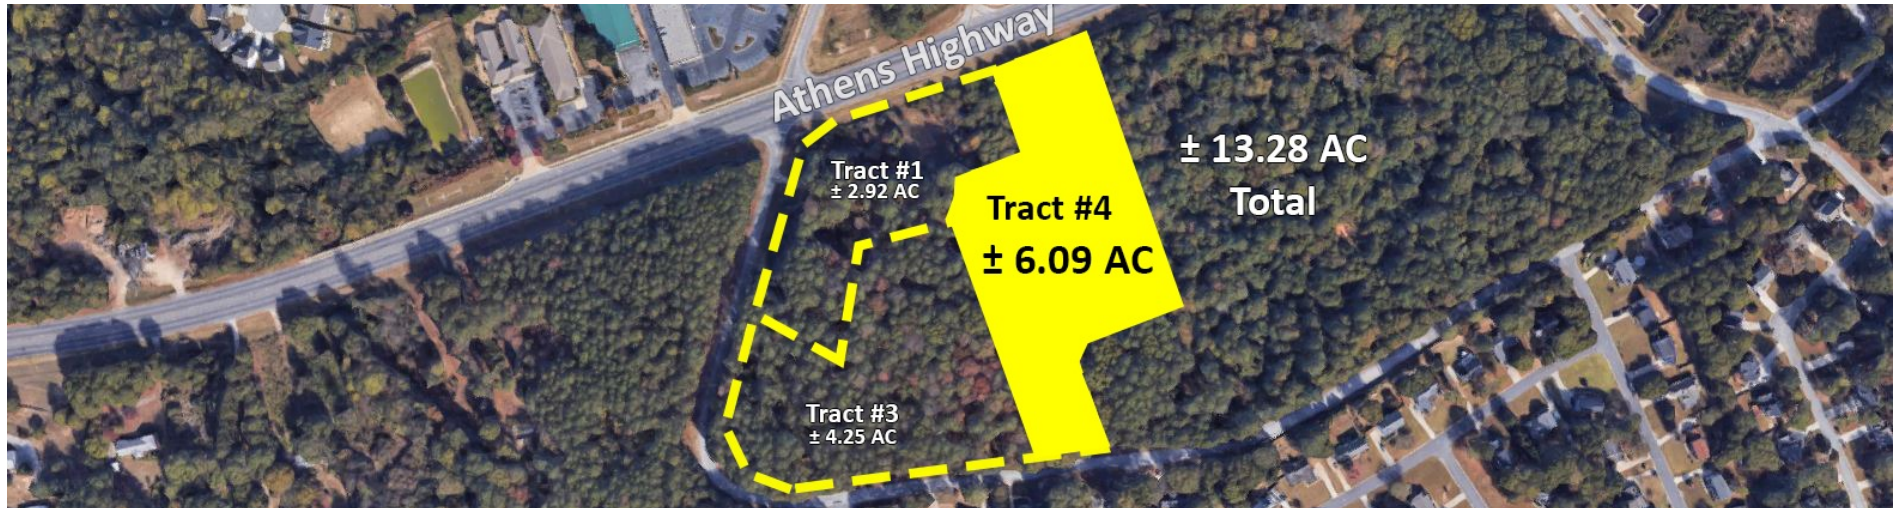 Athens Highway
Tract #1
± 2.92 AC
± 13.28 AC
Total
Tract #4
± 6.09 AC
Tract #3
± 4.25 AC